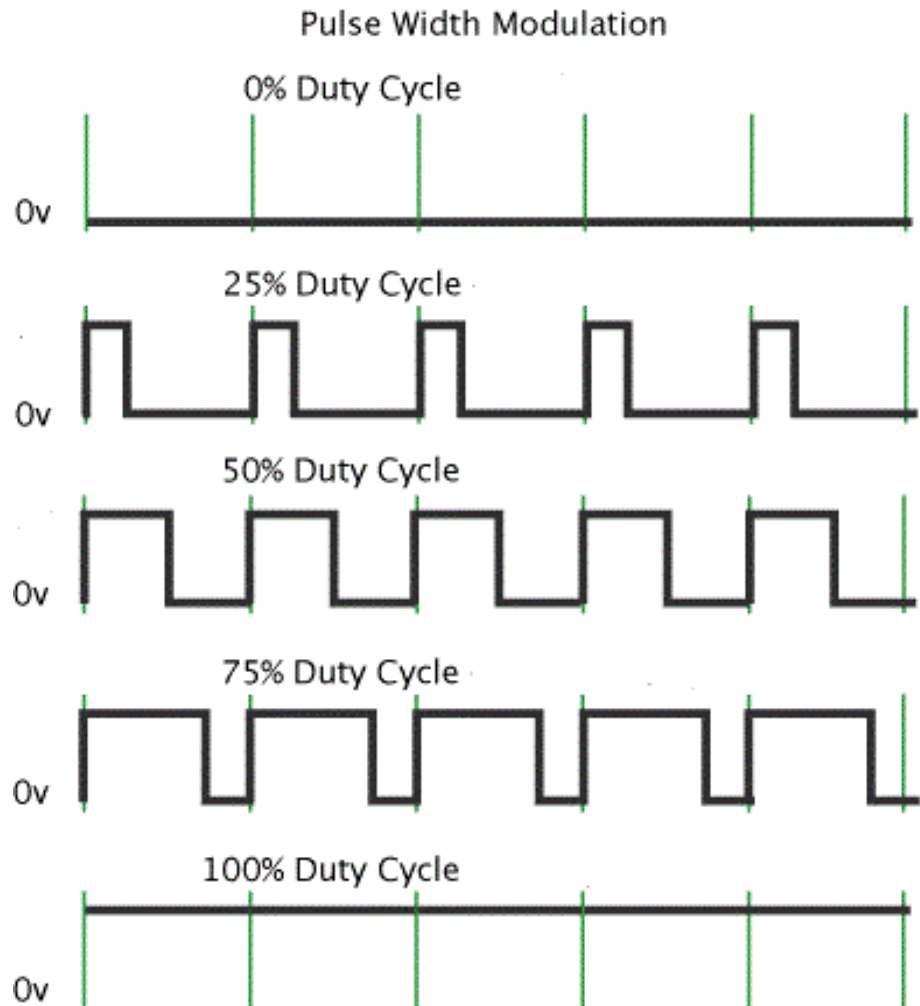 Pulse Width Modulation
0% Duty Cycle
0v
25% Duty Cycle
0v
50% Duty Cycle
0v
75% Duty Cycle
0v
100% Duty Cycle
0v